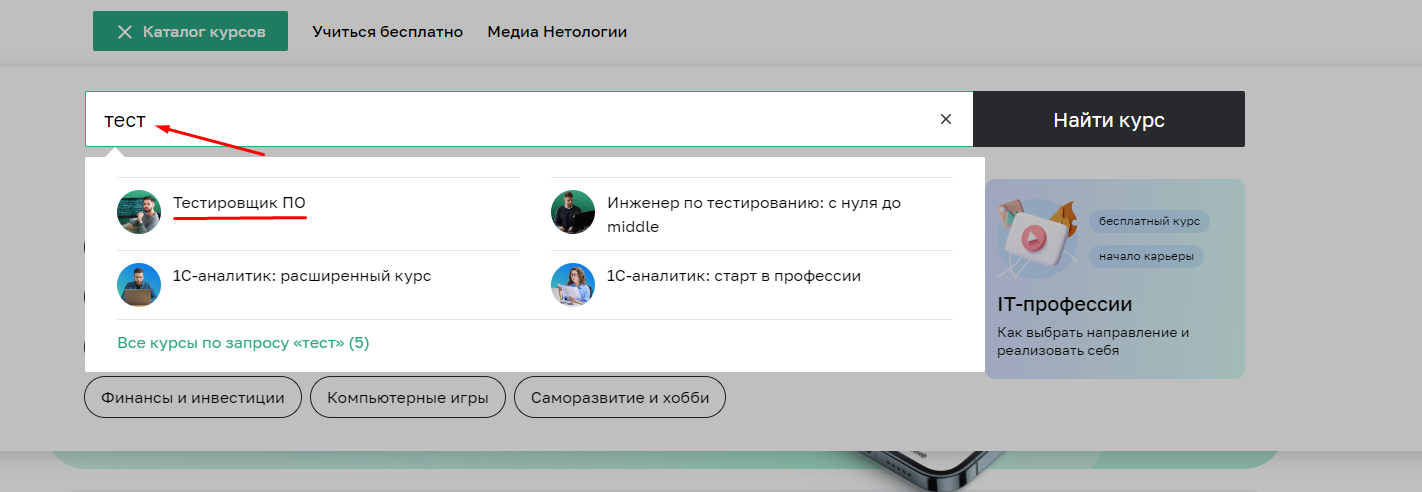 Каталог курсов
Учиться бесплатно
Медиа Нетологии
тест
Найти курс
Тестировщик ПО
Инженер по тестированию: с нуля до
middle
1С-аналитик: расширенный курс
1С-аналитик: старт в профессии
Все курсы по запросу «тест» (5)
бесплатный курс
начало карьеры
IT-профессии
Как выбрать направление и
реализовать себя
Финансы и инвестиции
Компьютерные игры
Саморазвитие и хобби